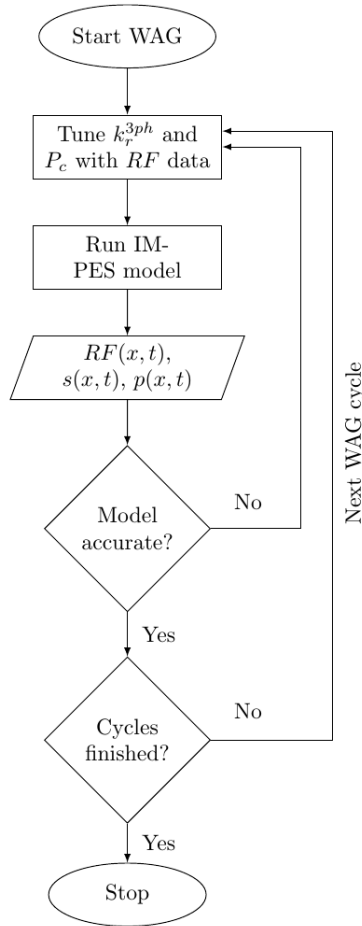 Start WAG
Tune $k_r^{3ph}$ and
$P_c$ with $RF$ data
Run IM-
PES model
$RF(x,t)$,
$s(x,t)$, $p(x,t)$
Model
accurate?
No
Yes
Next WAG cycle
Cycles
finished?
No
Yes
Stop